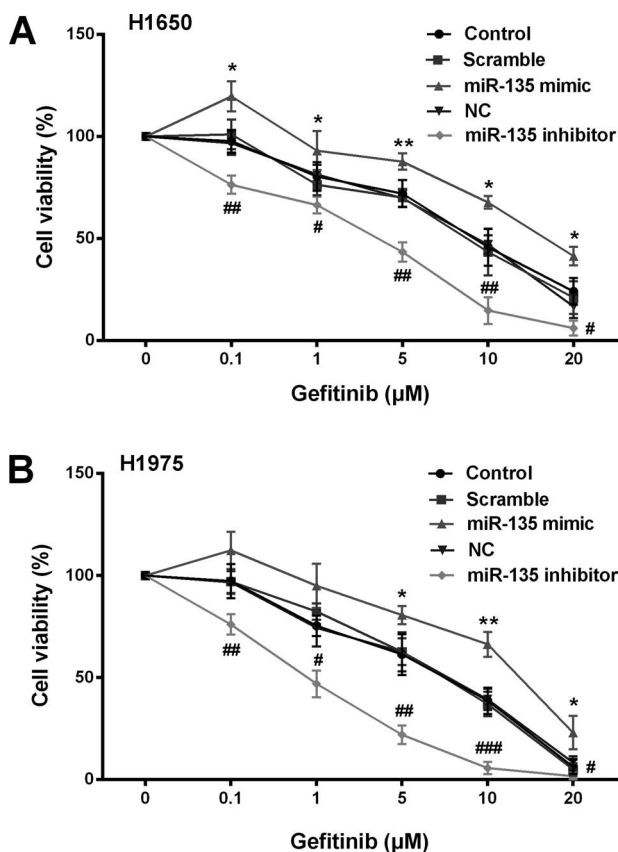 A
H1650
Control
Scramble
miR-135 mimic
NC
miR-135 inhibitor
Cell viability (%)
150
100
50
0
* * ** * *
## # ## ## #
0 0.1 1 5 10 20
Gefitinib (µM)
B
H1975
Control
Scramble
miR-135 mimic
NC
miR-135 inhibitor
Cell viability (%)
150
100
50
0
* ** *
## # ## ### #
0 0.1 1 5 10 20
Gefitinib (µM)